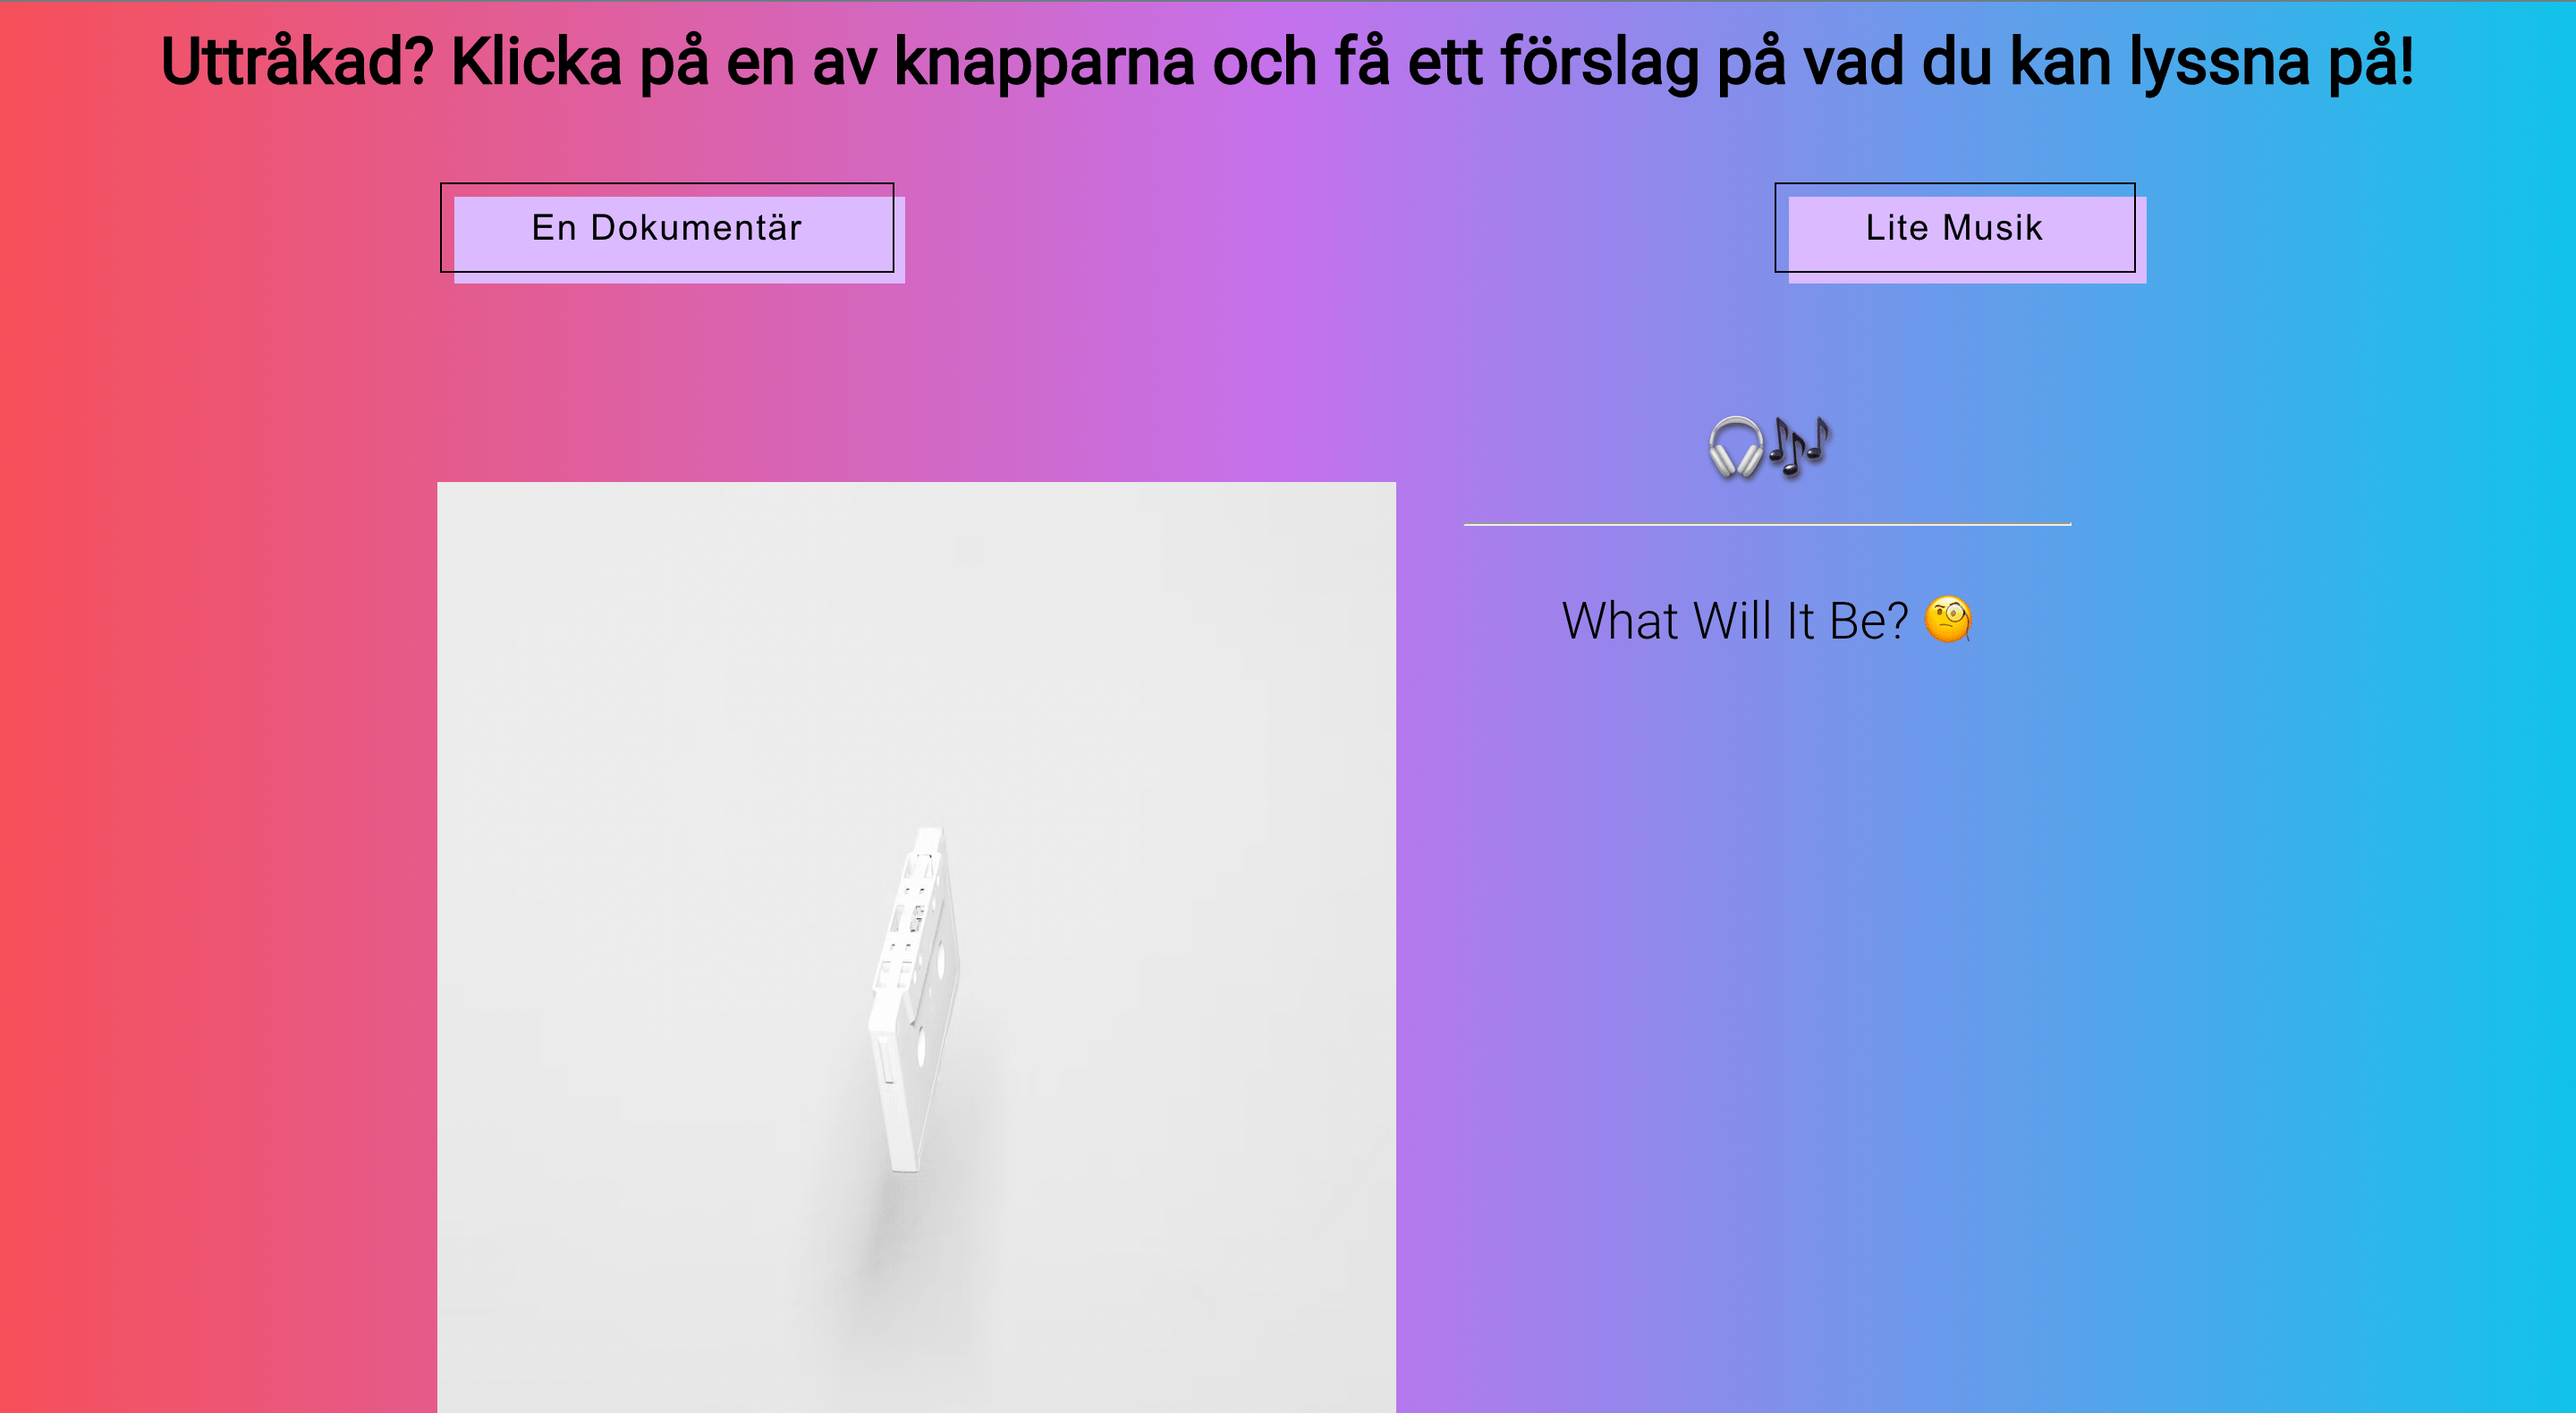 Uttråkad? Klicka på en av knapparna och få ett förslag på vad du kan lyssna på!
En Dokumentär
Lite Musik
🎧🎶
What Will It Be? 🧐